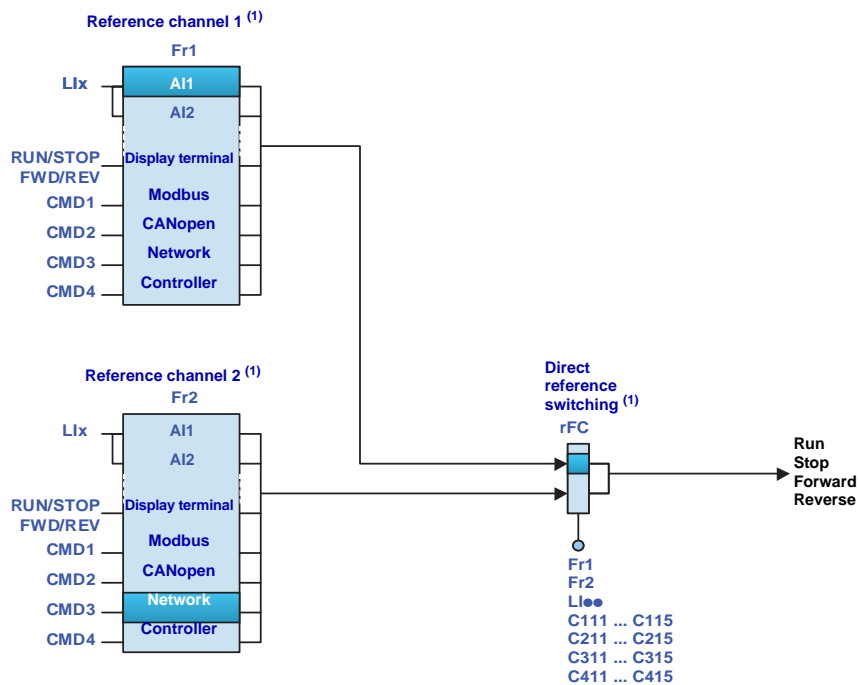 Reference channel 1 (1)
Fr1
LIx
AI1
AI2
RUN/STOP
FWD/REV
Display terminal
CMD1
Modbus
CMD2
CANopen
CMD3
Network
CMD4
Controller
Reference channel 2 (1)
Fr2
LIx
AI1
AI2
RUN/STOP
FWD/REV
Display terminal
CMD1
Modbus
CMD2
CANopen
CMD3
Network
CMD4
Controller
Direct
reference
switching (1)
rFC
Run
Stop
Forward
Reverse
Fr1
Fr2
LI●●
C111 ... C115
C211 ... C215
C311 ... C315
C411 ... C415